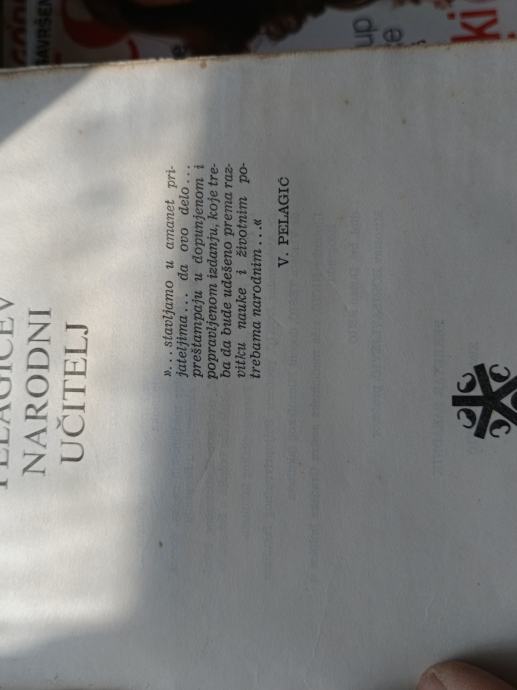 PELAGIĆEV
NARODNI
UČITELJ
»...stavljamo u amanet pri-
jateljima... da ovo delo...
preštampaju u dopunjenom i
popravljenom izdanju, koje tre-
ba da bude udešeno prema raz-
vitku nauke i životnim po-
trebama narodnim...«
V. PELAGIĆ
up